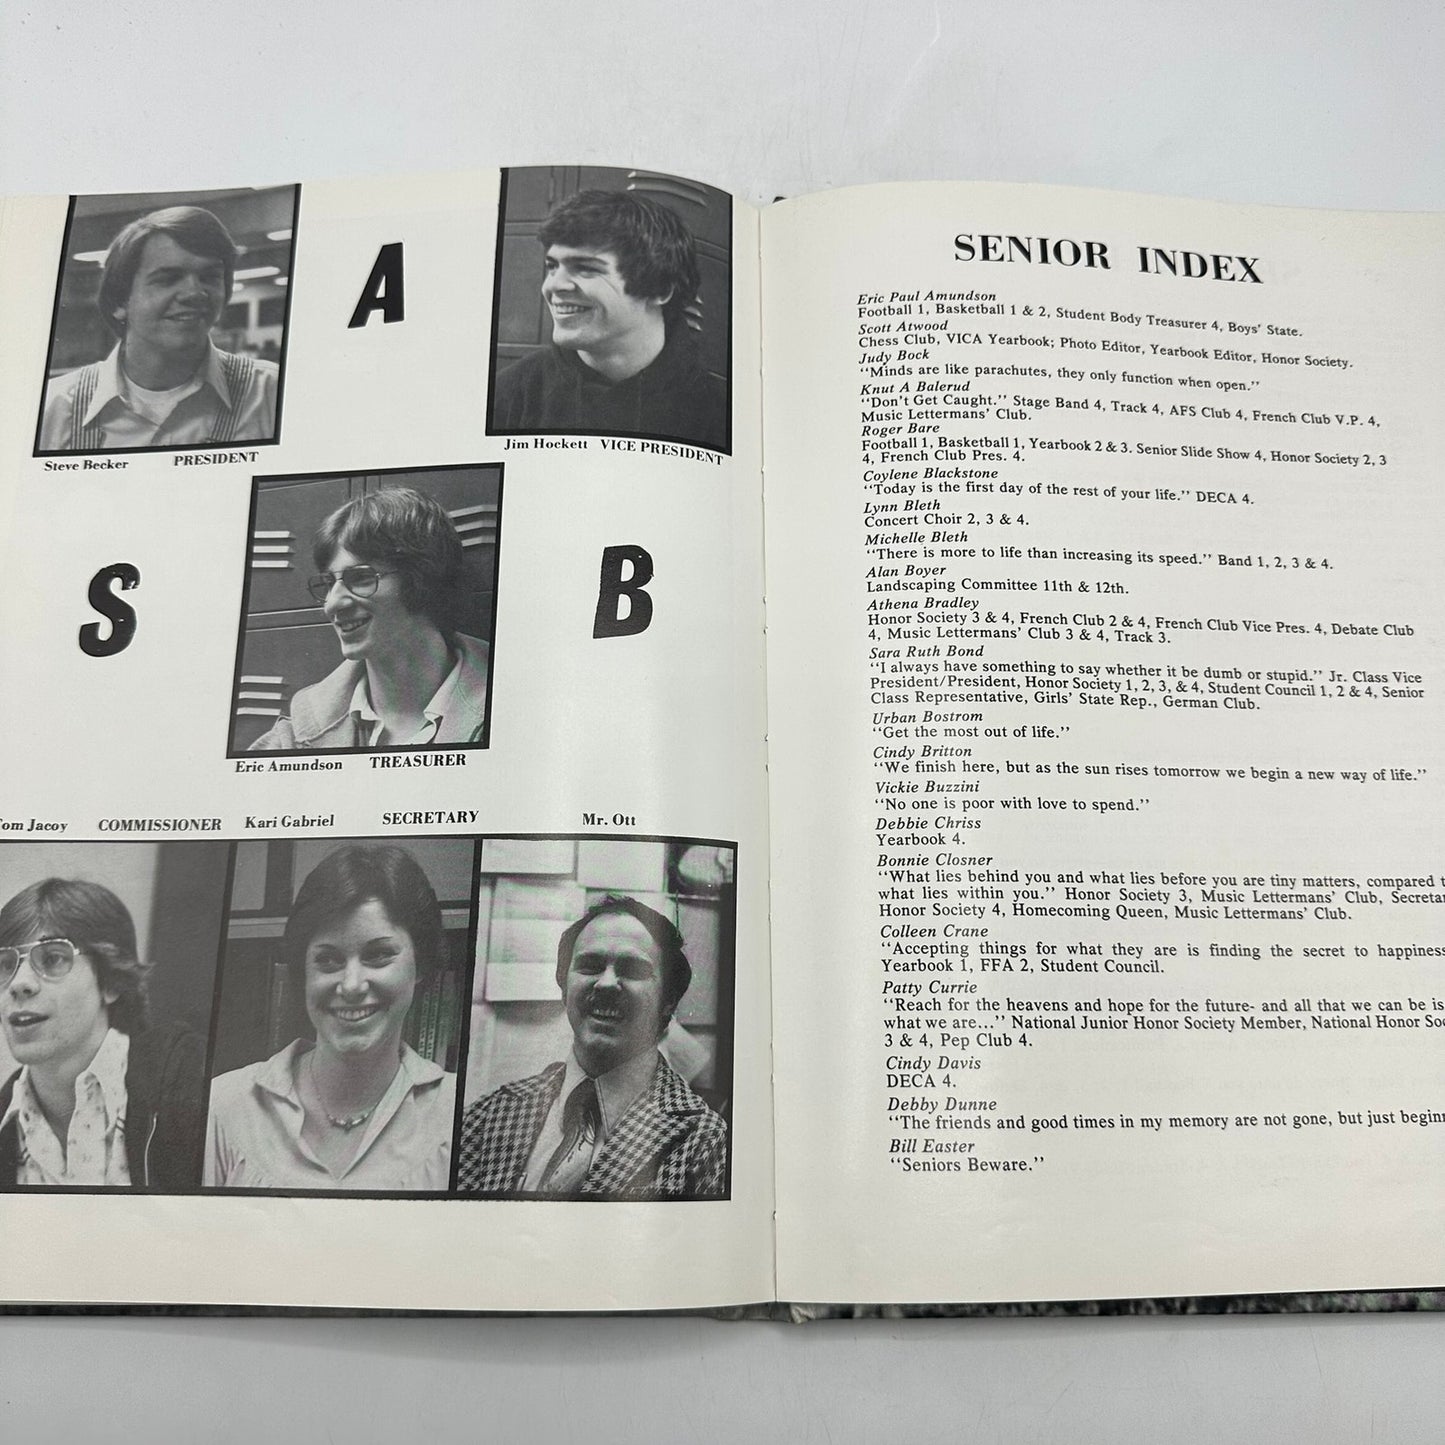 A
Steve Becker PRESIDENT
Jim Hockett VICE PRESIDENT
S
B
Eric Amundson TREASURER
Tom Jacoy COMMISSIONER Kari Gabriel SECRETARY Mr. Ott
SENIOR INDEX
Eric Paul Amundson
Football 1, Basketball 1 & 2, Student Body Treasurer 4, Boys' State.
Scott Atwood
Chess Club, VICA Yearbook; Photo Editor, Yearbook Editor, Honor Society.
Judy Bock
"Minds are like parachutes, they only function when open."
Knut A Balerud
"Don't Get Caught." Stage Band 4, Track 4, AFS Club 4, French Club V.P. 4,
Music Lettermans' Club.
Roger Bare
Football 1, Basketball 1, Yearbook 2 & 3. Senior Slide Show 4, Honor Society 2, 3
4, French Club Pres. 4.
Coylene Blackstone
"Today is the first day of the rest of your life." DECA 4.
Lynn Bleth
Concert Choir 2, 3 & 4.
Michelle Bleth
"There is more to life than increasing its speed." Band 1, 2, 3 & 4.
Alan Boyer
Landscaping Committee 11th & 12th.
Athena Bradley
Honor Society 3 & 4, French Club 2 & 4, French Club Vice Pres. 4, Debate Club
4, Music Lettermans' Club 3 & 4, Track 3.
Sara Ruth Bond
"I always have something to say whether it be dumb or stupid." Jr. Class Vice
President/President, Honor Society 1, 2, 3, & 4, Student Council 1, 2 & 4, Senior
Class Representative, Girls' State Rep., German Club.
Urban Bostrom
"Get the most out of life."
Cindy Britton
"We finish here, but as the sun rises tomorrow we begin a new way of life."
Vickie Buzzini
"No one is poor with love to spend."
Debbie Chriss
Yearbook 4.
Bonnie Closner
"What lies behind you and what lies before you are tiny matters, compared
what lies within you." Honor Society 3, Music Lettermans' Club,
Honor Society 4, Homecoming Queen, Music Lettermans' Club.
Colleen Crane
"Accepting things for what they are is finding the secret to happiness
Yearbook 1, FFA 2, Student Council.
Patty Currie
"Reach for the heavens and hope for the future- and all that we can be is
what we are..." National Junior Honor Society Member, National Honor
3 & 4, Pep Club 4.
Cindy Davis
DECA 4.
Debby Dunne
"The friends and good times in my memory are not gone, but just
Bill Easter
"Seniors Beware."